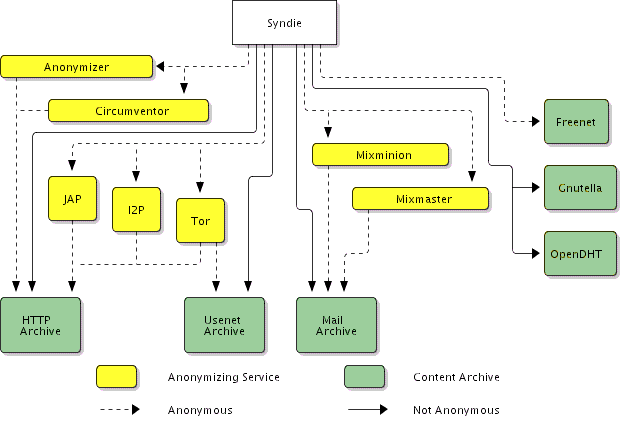 Syndie
Anonymizer
Circumventor
Freenet
Mixminion
JAP
I2P
Tor
Mixmaster
Gnutella
OpenDHT
HTTP
Archive
Usenet
Archive
Mail
Archive
Anonymizing Service
Content Archive
Anonymous
Not Anonymous